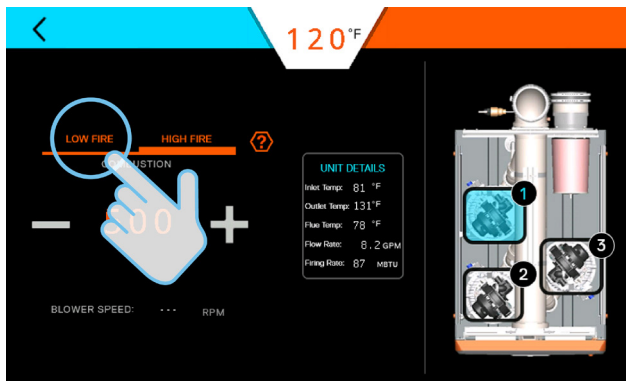 120°F
LOW FIRE HIGH FIRE ?
COMBUSTION
— 500 +
BLOWER SPEED: --- RPM
UNIT DETAILS
Inlet Temp: 81 °F
Outlet Temp: 131°F
Flue Temp: 78 °F
Flow Rate: 8.2 GPM
Firing Rate: 87 MBTU
1
2
3